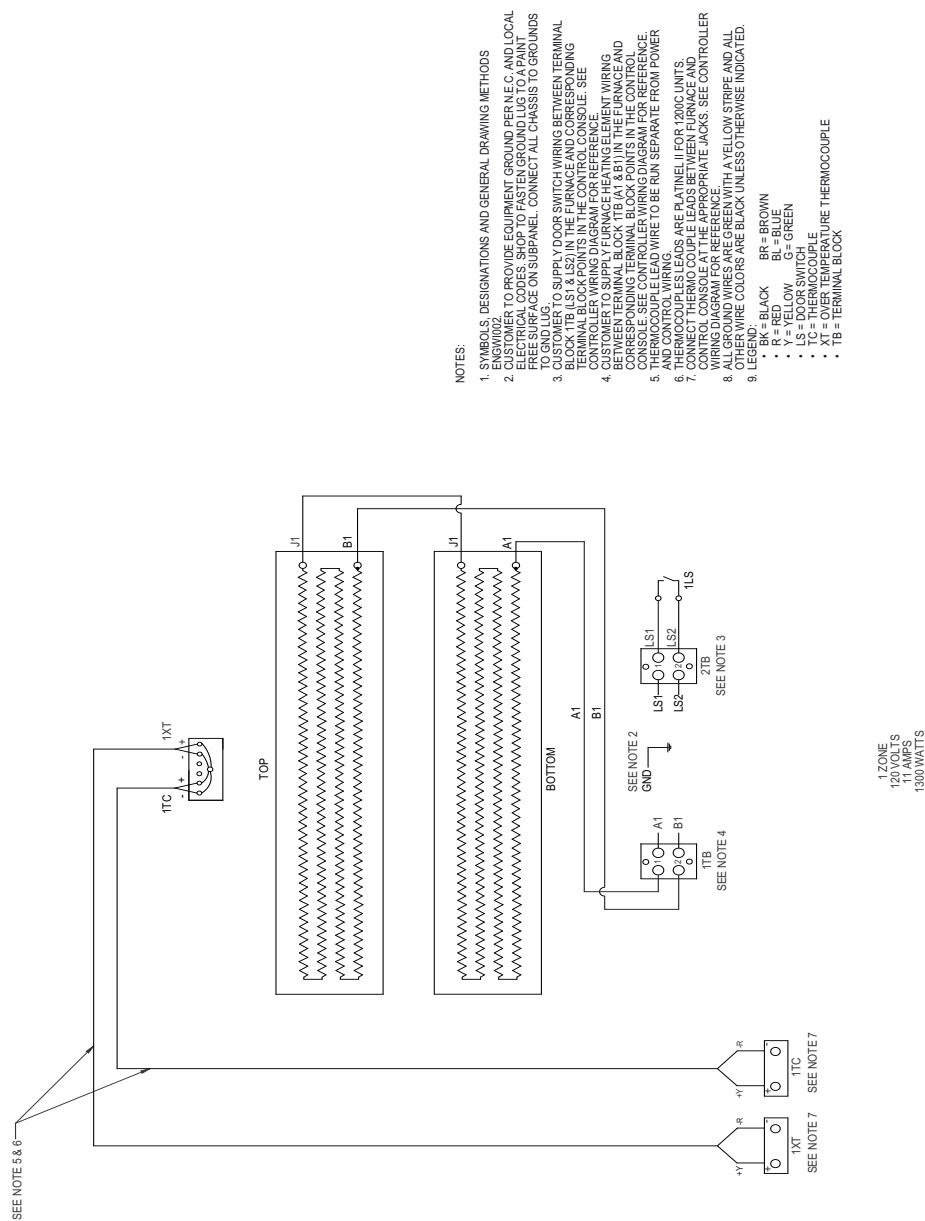 SEE NOTE 5 & 6
1TC
- +
- +
1XT
TOP
J1
B1
BOTTOM
J1
A1
A1
B1
1XT
SEE NOTE 7
+Y
-R
+
-
1TC
SEE NOTE 7
+Y
-R
+
-
1TB
SEE NOTE 4
1
2
A1
B1
SEE NOTE 2
GND
2TB
SEE NOTE 3
LS1
LS2
1
2
LS1
LS2
1LS
1 ZONE
120 VOLTS
11 AMPS
1300 WATTS
NOTES:
1. SYMBOLS, DESIGNATIONS AND GENERAL DRAWING METHODS
ENGWI002.
2. CUSTOMER TO PROVIDE EQUIPMENT GROUND PER N.E.C. AND LOCAL
ELECTRICAL CODES. SHOP TO FASTEN GROUND LUG TO A PAINT
FREE SURFACE ON SUBPANEL. CONNECT ALL CHASSIS TO GROUNDS
TO GND LUG.
3. CUSTOMER TO SUPPLY DOOR SWITCH WIRING BETWEEN TERMINAL
BLOCK 1TB (LS1 & LS2) IN THE FURNACE AND CORRESPONDING
TERMINAL BLOCK POINTS IN THE CONTROL CONSOLE. SEE
CONTROLLER WIRING DIAGRAM FOR REFERENCE.
4. CUSTOMER TO SUPPLY FURNACE HEATING ELEMENT WIRING
BETWEEN TERMINAL BLOCK 1TB (A1 & B1) IN THE FURNACE AND
CORRESPONDING TERMINAL BLOCK POINTS IN THE CONTROL
CONSOLE. SEE CONTROLLER WIRING DIAGRAM FOR REFERENCE.
5. THERMOCOUPLE LEAD WIRE TO BE RUN SEPARATE FROM POWER
AND CONTROL WIRING.
6. THERMOCOUPLES LEADS ARE PLATINEL II FOR 1200C UNITS.
7. CONNECT THERMO COUPLE LEADS BETWEEN FURNACE AND
CONTROL CONSOLE AT THE APPROPRIATE JACKS. SEE CONTROLLER
WIRING DIAGRAM FOR REFERENCE.
8. ALL GROUND WIRES ARE GREEN WITH A YELLOW STRIPE AND ALL
OTHER WIRE COLORS ARE BLACK UNLESS OTHERWISE INDICATED.
9. LEGEND:
• BK = BLACK BR = BROWN
• R = RED BL = BLUE
• Y = YELLOW G = GREEN
• LS = DOOR SWITCH
• TC = THERMOCOUPLE
• XT = OVER TEMPERATURE THERMOCOUPLE
• TB = TERMINAL BLOCK